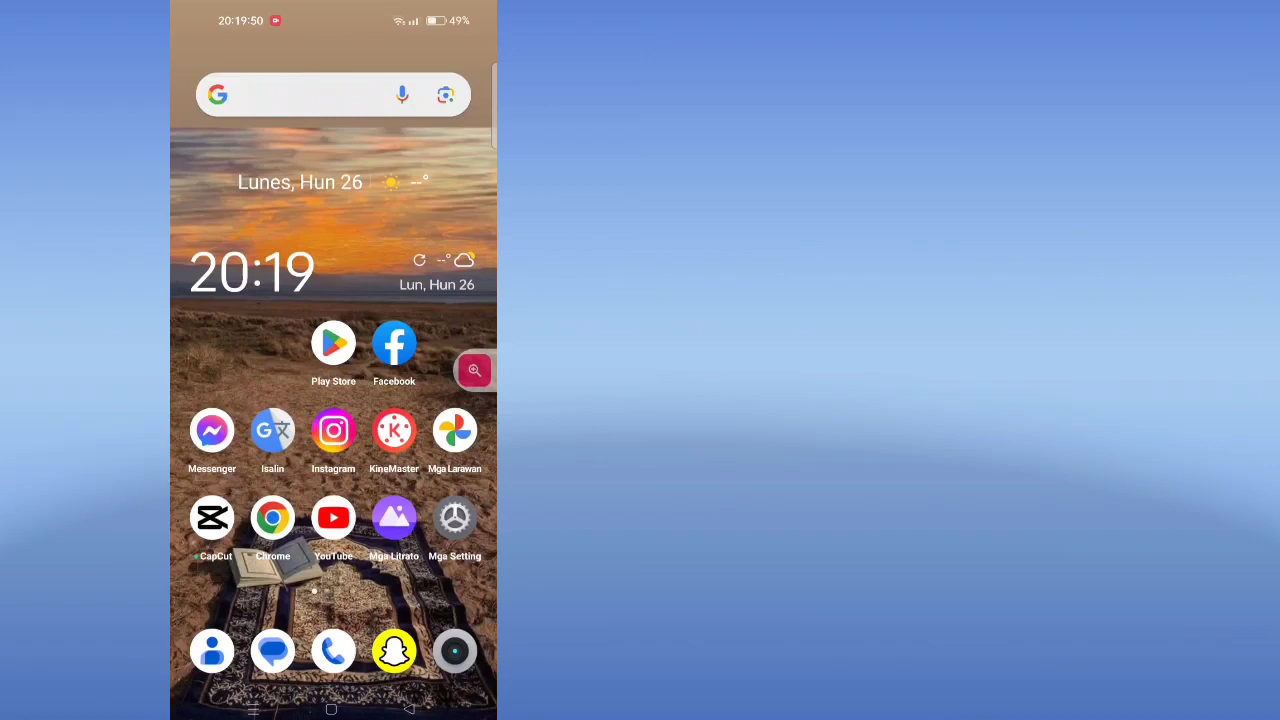 20:19:50 49%
Lunes, Hun 26 --°
20:19 --°
Lun, Hun 26
Play Store Facebook
Messenger Isalin Instagram KineMaster Mga Larawan
CapCut Chrome YouTube Mga Litrato Mga Setting